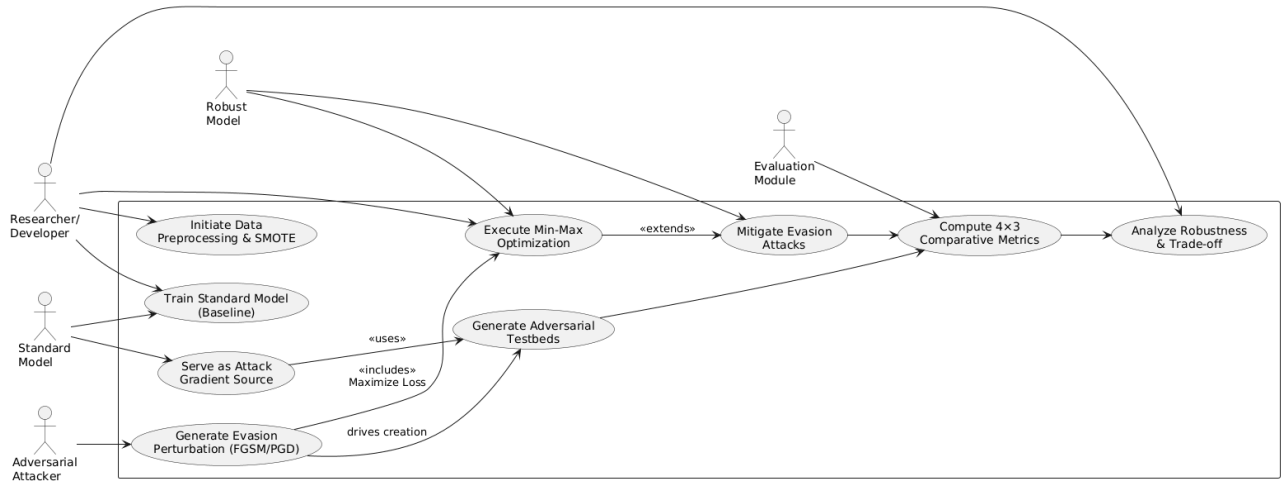 Robust
Model
Evaluation
Module
Researcher/
Developer
Initiate Data
Preprocessing & SMOTE
Execute Min-Max
Optimization
«extends»
Mitigate Evasion
Attacks
Compute 4×3
Comparative Metrics
Analyze Robustness
& Trade-off
Train Standard Model
(Baseline)
Standard
Model
Serve as Attack
Gradient Source
«uses»
Generate Adversarial
Testbeds
«includes»
Maximize Loss
Adversarial
Attacker
Generate Evasion
Perturbation (FGSM/PGD)
drives creation